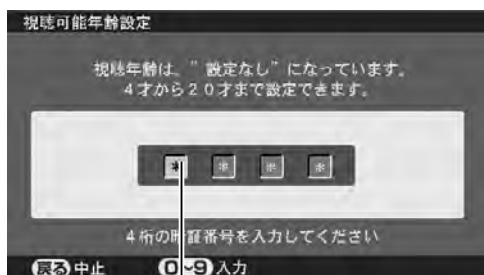 視聴可能年齢設定
視聴年齢は、”設定なし”になっています。
4才から20才まで設定できます。
* * * *
4桁の暗証番号を入力してください
戻る 中止 0~9 入力